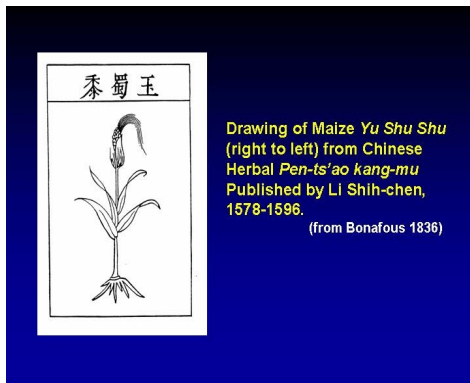 玉蜀黍
Drawing of Maize Yu Shu Shu
(right to left) from Chinese
Herbal Pen-ts'ao kang-mu
Published by Li Shih-chen,
1578-1596.
(from Bonafous 1836)